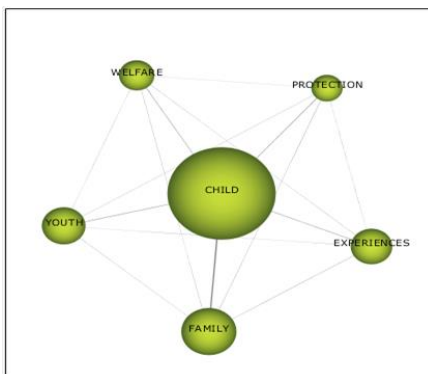 WELFARE
PROTECTION
CHILD
YOUTH
EXPERIENCES
FAMILY